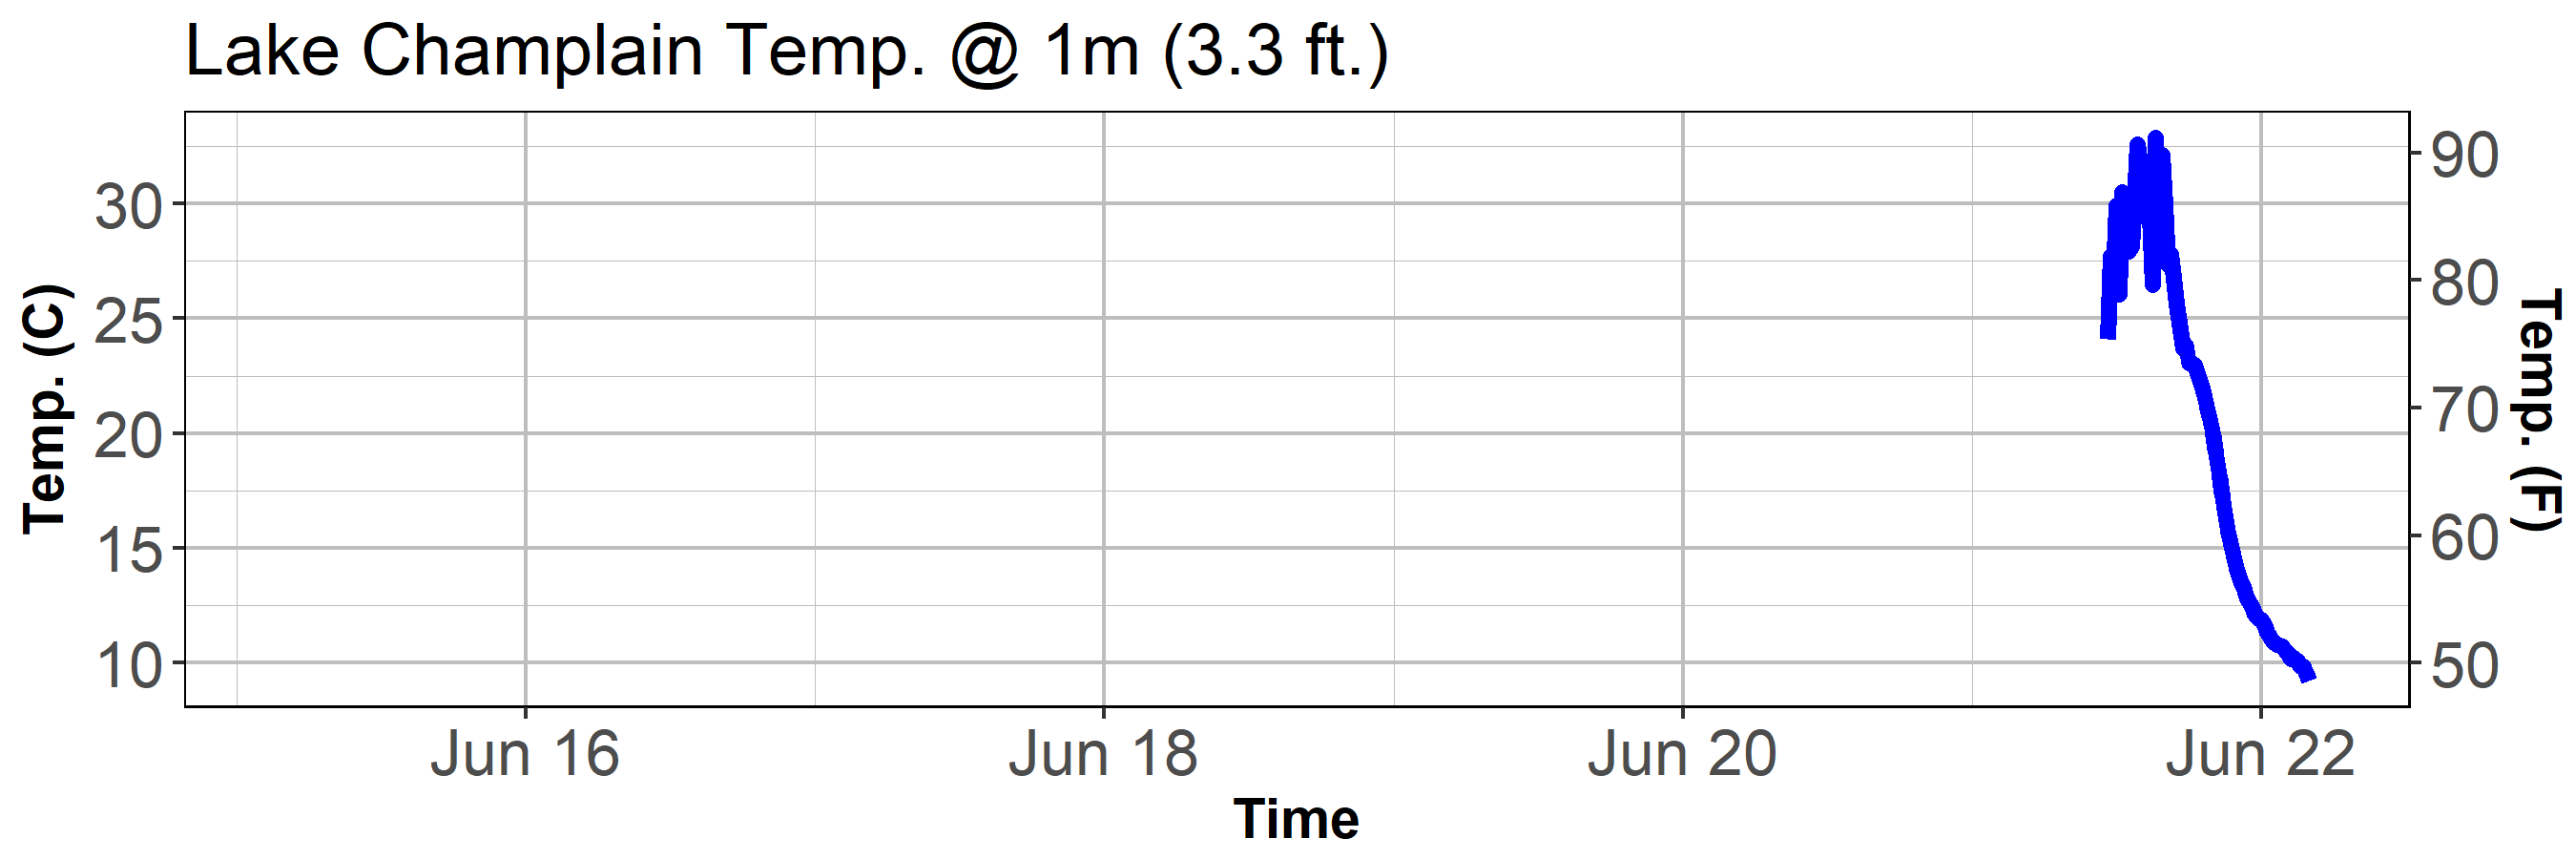 Lake Champlain Temp. @ 1m (3.3 ft.)
Temp. (C)
30
25
20
15
10
90
80
70
60
50
Temp. (F)
Jun 16
Jun 18
Jun 20
Jun 22
Time